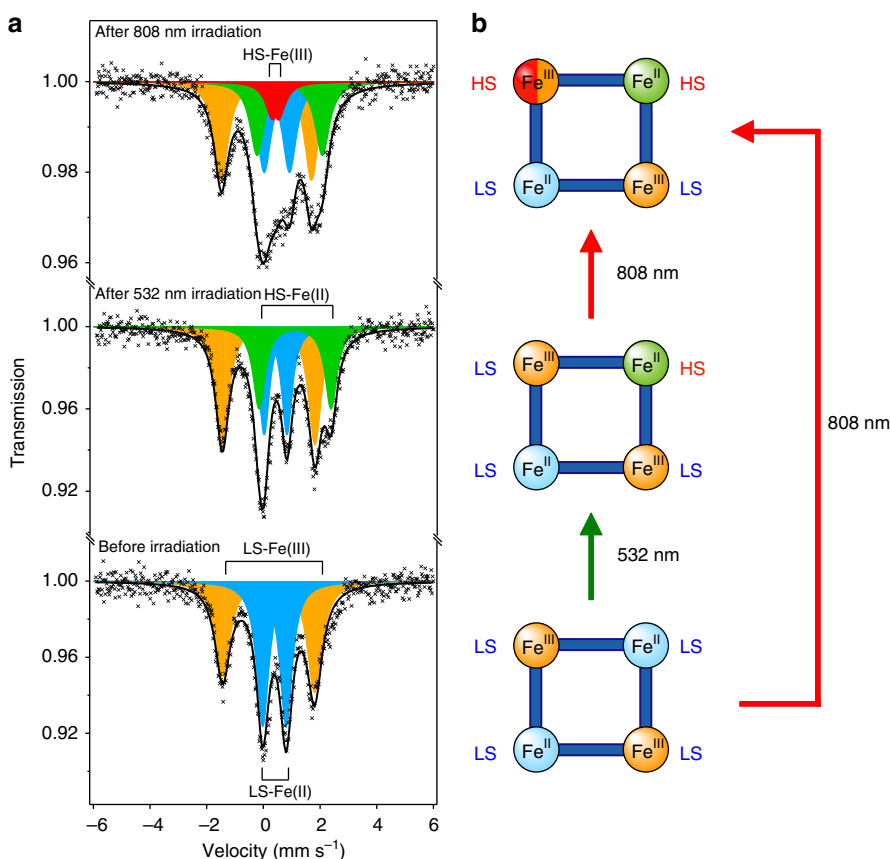 a
After 808 nm irradiation
HS-Fe(III)
1.00
0.98
0.96
After 532 nm irradiation
HS-Fe(II)
1.00
0.96
0.92
Before irradiation
LS-Fe(III)
1.00
0.96
0.92
LS-Fe(II)
Transmission
−6 −4 −2 0 2 4 6
Velocity (mm s⁻¹)
b
HS Feᴵᴵᴵ Feᴵᴵ HS
LS Feᴵᴵ Feᴵᴵᴵ LS
808 nm
LS Feᴵᴵᴵ Feᴵᴵ HS
808 nm
LS Feᴵᴵ Feᴵᴵᴵ LS
532 nm
LS Feᴵᴵᴵ Feᴵᴵ LS
LS Feᴵᴵ Feᴵᴵᴵ LS